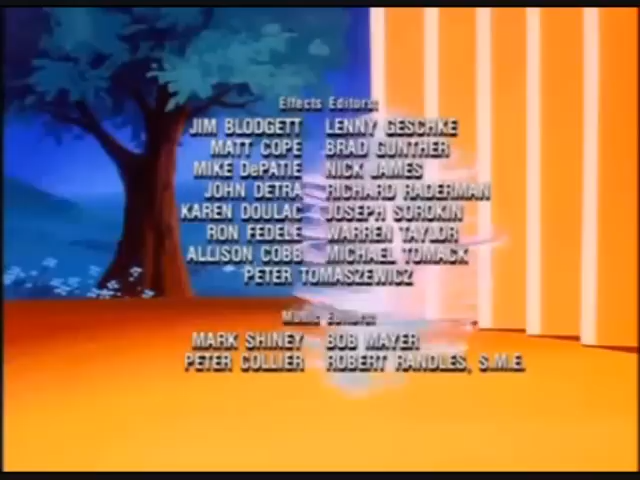 Effects Editors:
JIM BLODGETT LENNY GESCHKE
MATT COPE BRAD GUNTHER
MIKE DePATIE NICK JAMES
JOHN DETRA RICHARD RADERMAN
KAREN DOULAC JOSEPH SOROKIN
RON FEDELE WARREN TAYLOR
ALLISON COBB MICHAEL TOMACK
PETER TOMASZEWICZ
Music Editors:
MARK SHINEY BOB MAYER
PETER COLLIER ROBERT RANDLES, S.M.E.